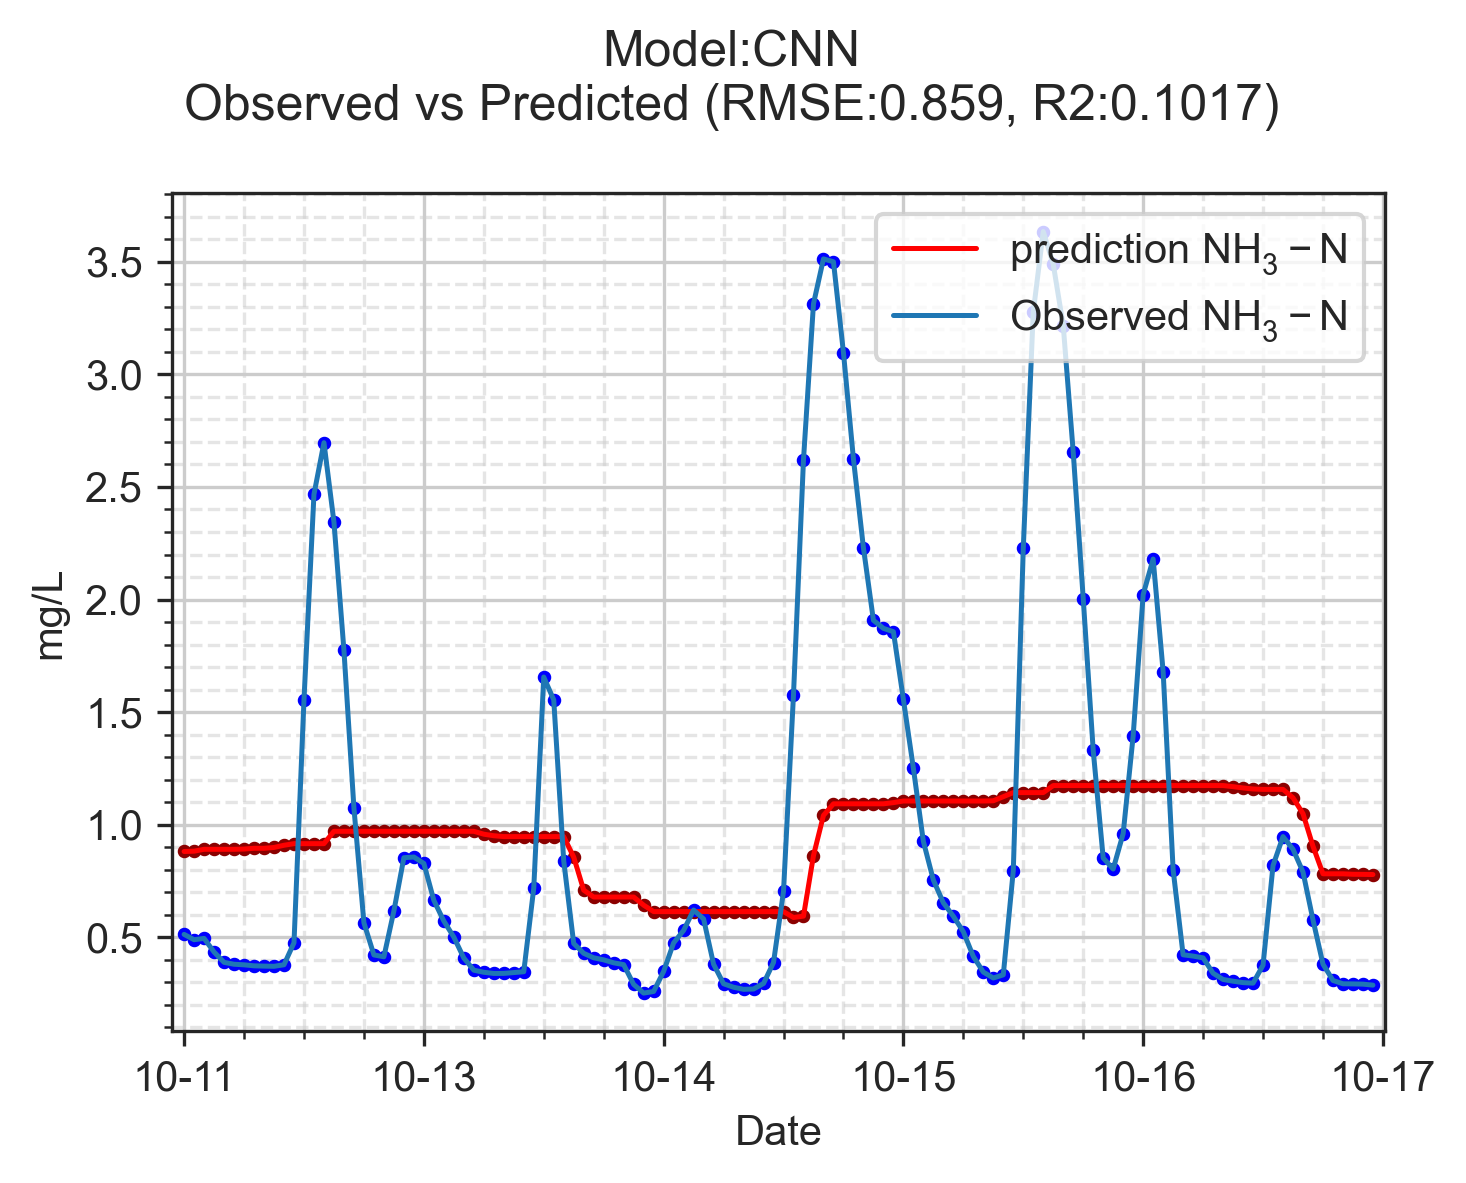 Model:CNN
Observed vs Predicted (RMSE:0.859, R2:0.1017)
prediction NH₃ − N
Observed NH₃ − N
3.5
3.0
2.5
2.0
1.5
1.0
0.5
mg/L
10-11 10-13 10-14 10-15 10-16 10-17
Date